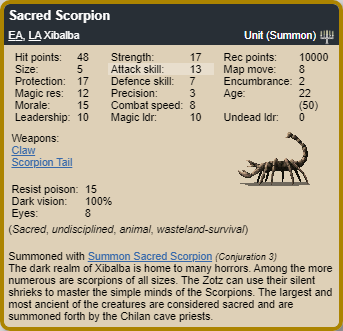 Sacred Scorpion
EA, LA Xibalba Unit (Summon)
Hit points: 48 Strength: 17 Rec points: 10000
Size: 5 Attack skill: 13 Map move: 8
Protection: 17 Defence skill: 7 Encumbrance: 2
Magic res: 12 Precision: 3 Age: 22
Morale: 15 Combat speed: 8 (50)
Leadership: 10 Magic ldr: 10 Undead ldr: 0
Weapons:
Claw
Scorpion Tail
Resist poison: 15
Dark vision: 100%
Eyes: 8
(Sacred, undisciplined, animal, wasteland-survival)
Summoned with Summon Sacred Scorpion (Conjuration 3)
The dark realm of Xibalba is home to many horrors. Among the more
numerous are scorpions of all sizes. The Zotz can use their silent
shrieks to master the simple minds of the Scorpions. The largest and
most ancient of the creatures are considered sacred and are
summoned forth by the Chilan cave priests.